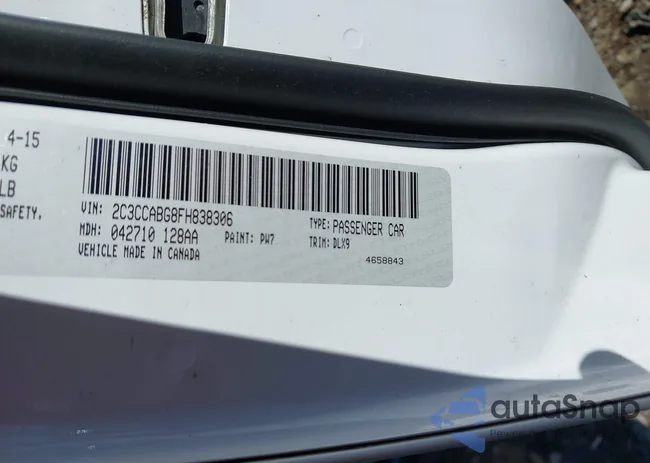 4-15
KG
LB
SAFETY,
VIN: 2C3CCABG8FH838306
TYPE: PASSENGER CAR
MDH: 042710 128AA
PAINT: PW7
TRIM: DLX9
VEHICLE MADE IN CANADA
4658843
autoSnap